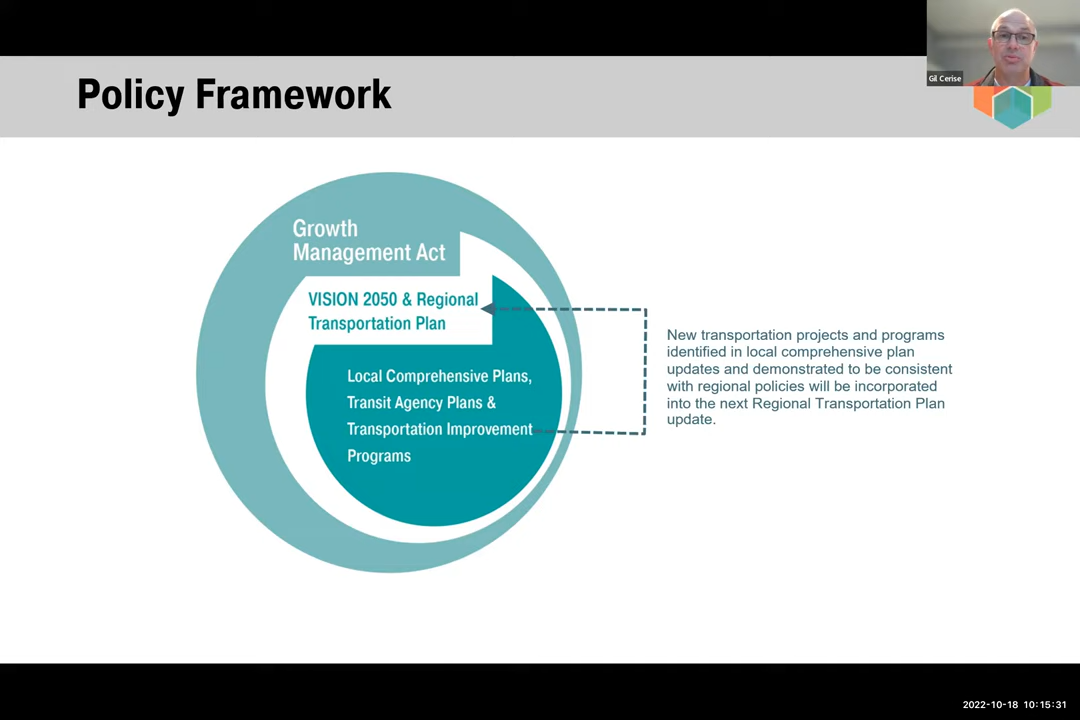 Policy Framework
Gil Cerise
Growth
Management Act
VISION 2050 & Regional
Transportation Plan
Local Comprehensive Plans,
Transit Agency Plans &
Transportation Improvement
Programs
New transportation projects and programs
identified in local comprehensive plan
updates and demonstrated to be consistent
with regional policies will be incorporated
into the next Regional Transportation Plan
update.
2022-10-18 10:15:31